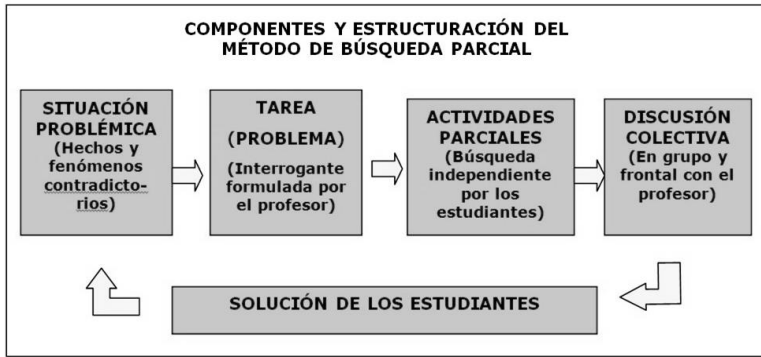 COMPONENTES Y ESTRUCTURACIÓN DEL
MÉTODO DE BÚSQUEDA PARCIAL
SITUACIÓN
PROBLÉMICA
(Hechos y
fenómenos
contradicto-
rios)
TAREA
(PROBLEMA)
(Interrogante
formulada por
el profesor)
ACTIVIDADES
PARCIALES
(Búsqueda
independiente
por los
estudiantes)
DISCUSIÓN
COLECTIVA
(En grupo y
frontal con el
profesor)
SOLUCIÓN DE LOS ESTUDIANTES